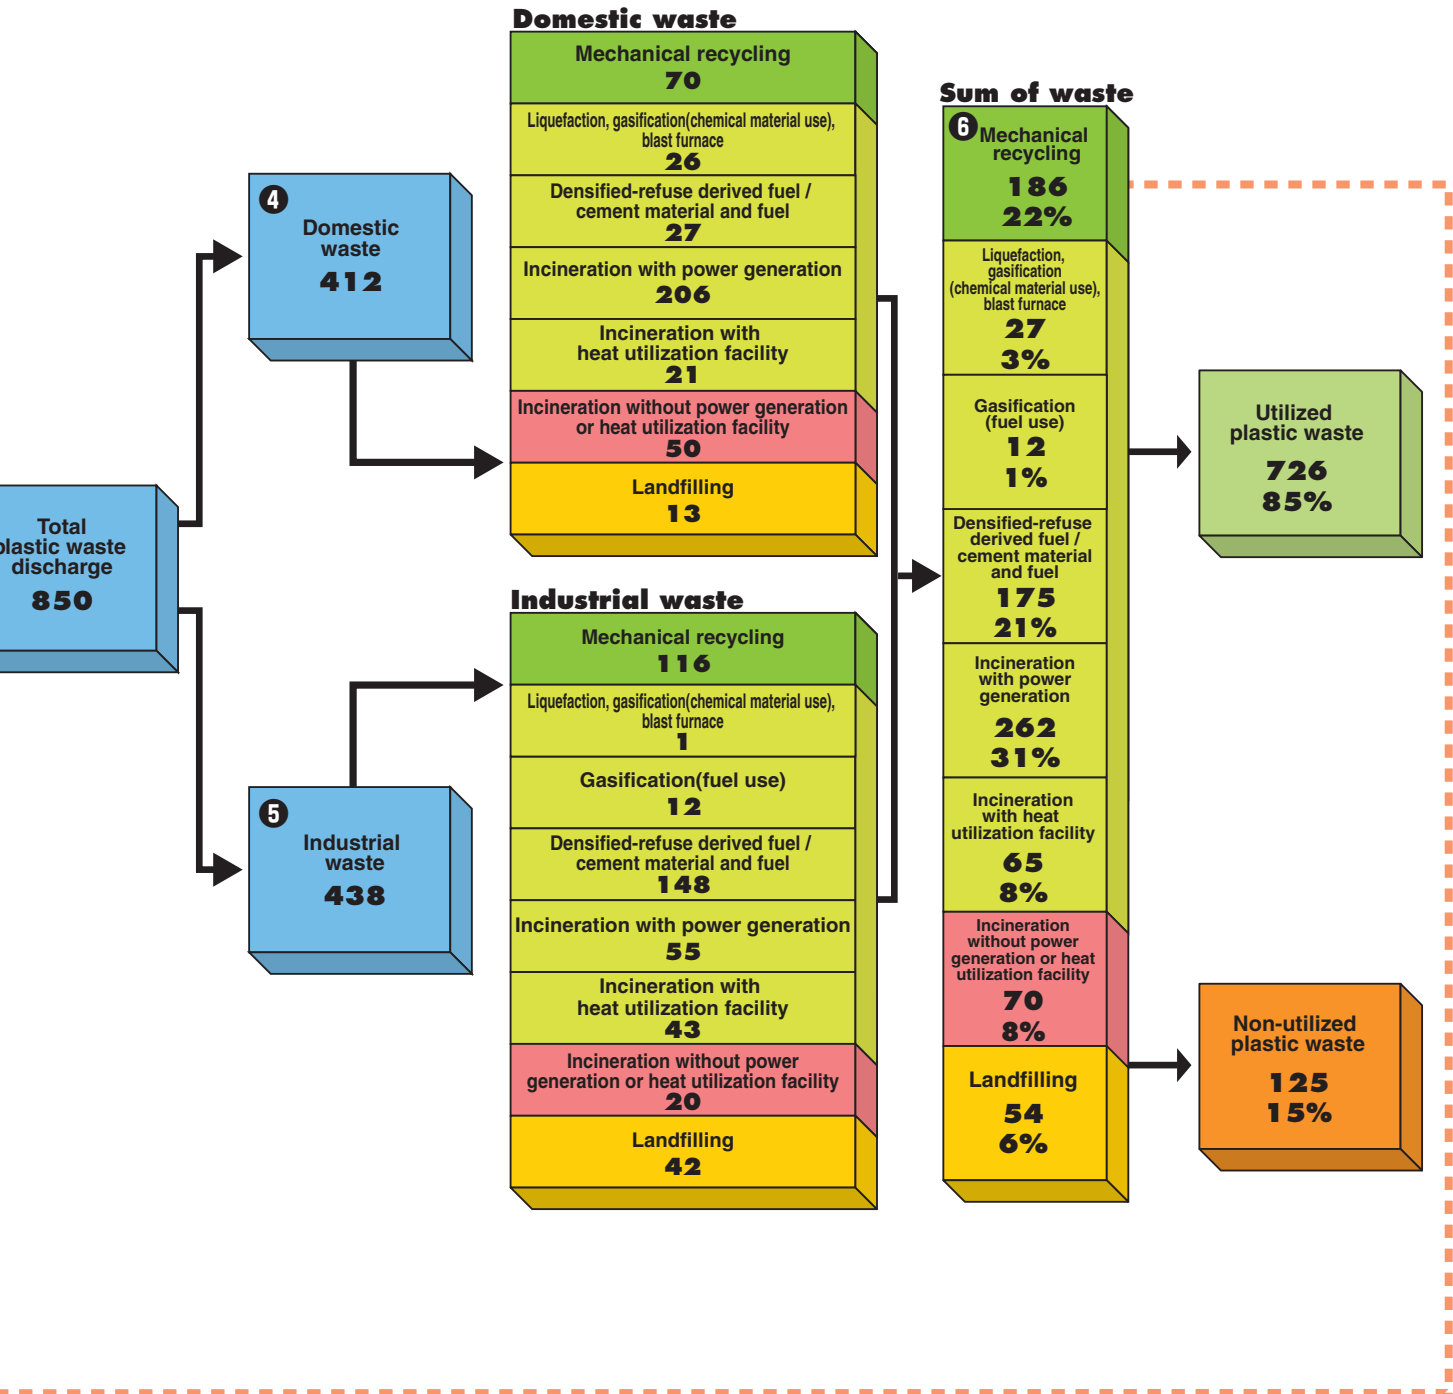 Total
plastic waste
discharge
850
4
Domestic
waste
412
5
Industrial
waste
438
Domestic waste
Mechanical recycling
70
Liquefaction, gasification(chemical material use),
blast furnace
26
Densified-refuse derived fuel /
cement material and fuel
27
Incineration with power generation
206
Incineration with
heat utilization facility
21
Incineration without power generation
or heat utilization facility
50
Landfilling
13
Industrial waste
Mechanical recycling
116
Liquefaction, gasification(chemical material use),
blast furnace
1
Gasification(fuel use)
12
Densified-refuse derived fuel /
cement material and fuel
148
Incineration with power generation
55
Incineration with
heat utilization facility
43
Incineration without power
generation or heat utilization facility
20
Landfilling
42
Sum of waste
6
Mechanical
recycling
186
22%
Liquefaction,
gasification
(chemical material use),
blast furnace
27
3%
Gasification
(fuel use)
12
1%
Densified-refuse
derived fuel /
cement material
and fuel
175
21%
Incineration
with power
generation
262
31%
Incineration
with heat
utilization facility
65
8%
Incineration
without power
generation or heat
utilization facility
70
8%
Landfilling
54
6%
Utilized
plastic waste
726
85%
Non-utilized
plastic waste
125
15%